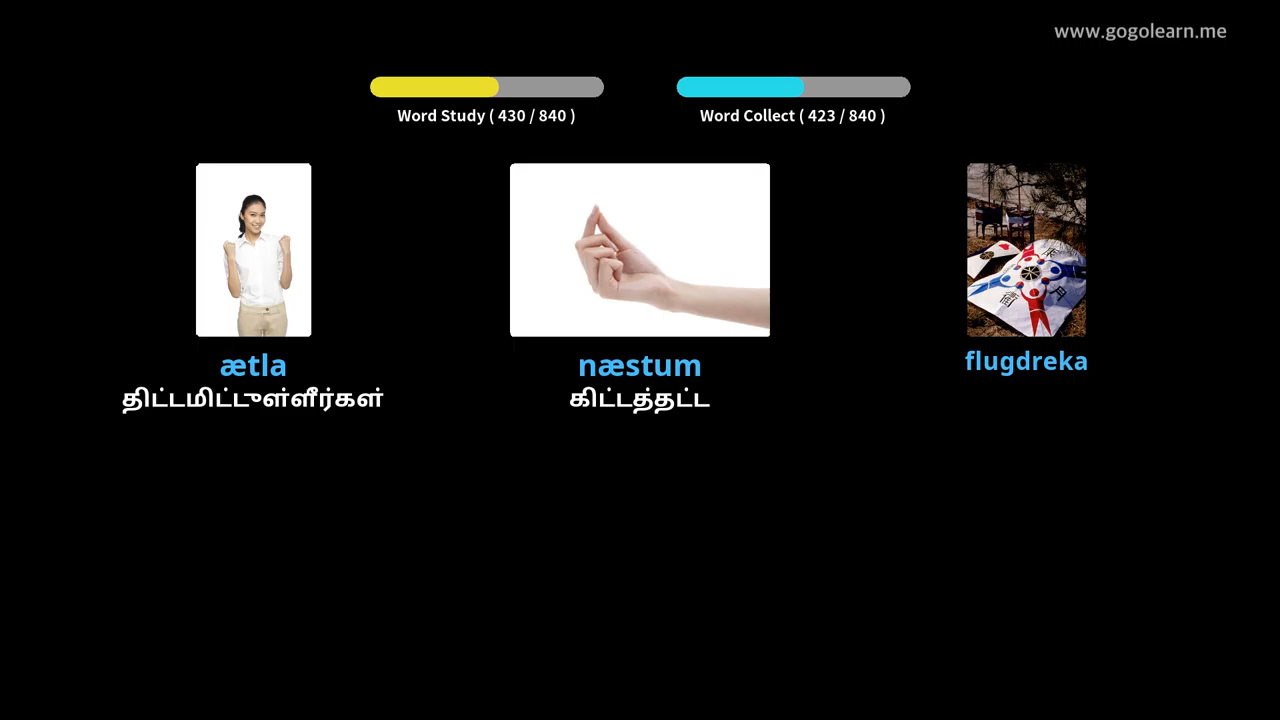 www.gogolearn.me
Word Study ( 430 / 840 )
Word Collect ( 423 / 840 )
ætla
திட்டமிட்டுள்ளீர்கள்
næstum
கிட்டத்தட்ட
flugdreka